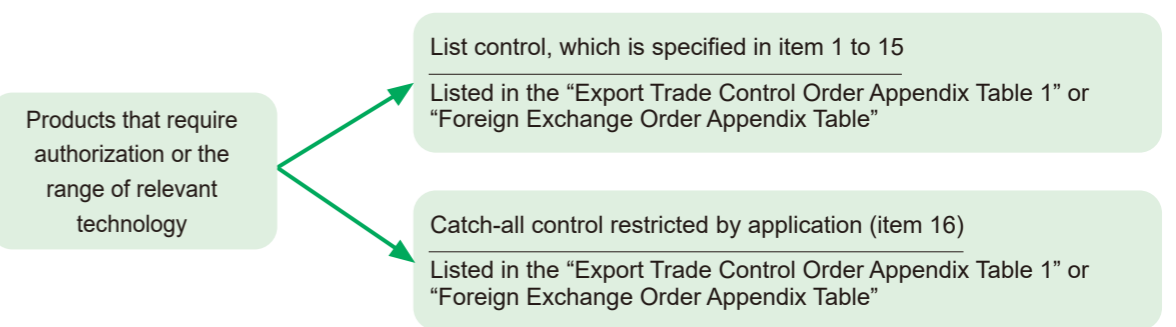 Products that require
authorization or the
range of relevant
technology
List control, which is specified in item 1 to 15
Listed in the “Export Trade Control Order Appendix Table 1” or
“Foreign Exchange Order Appendix Table”
Catch-all control restricted by application (item 16)
Listed in the “Export Trade Control Order Appendix Table 1” or
“Foreign Exchange Order Appendix Table”